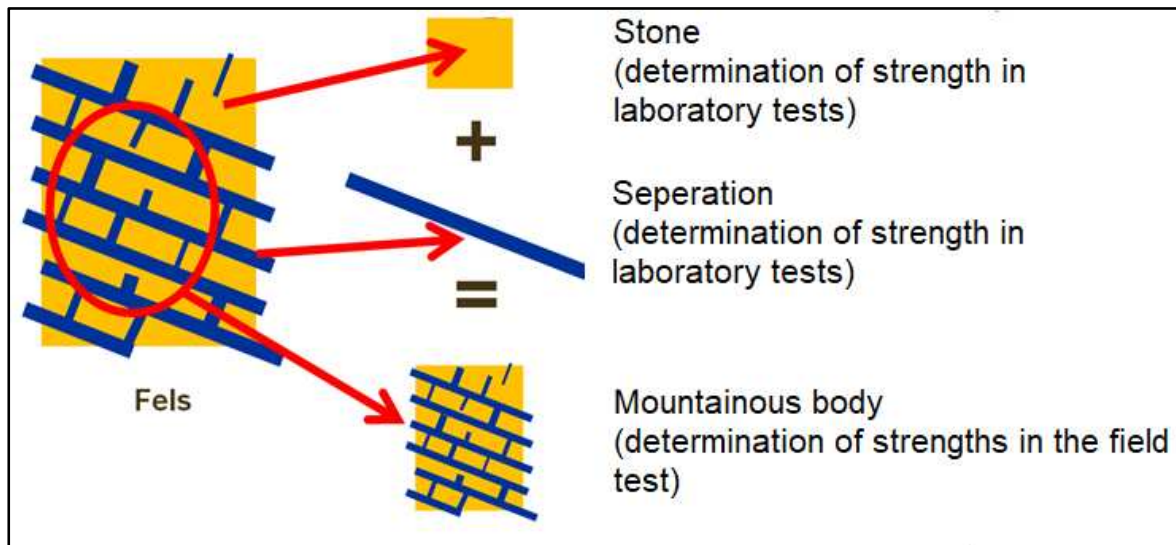 Stone
(determination of strength in
laboratory tests)
+
Seperation
(determination of strength in
laboratory tests)
=
Fels
Mountainous body
(determination of strengths in the field
test)